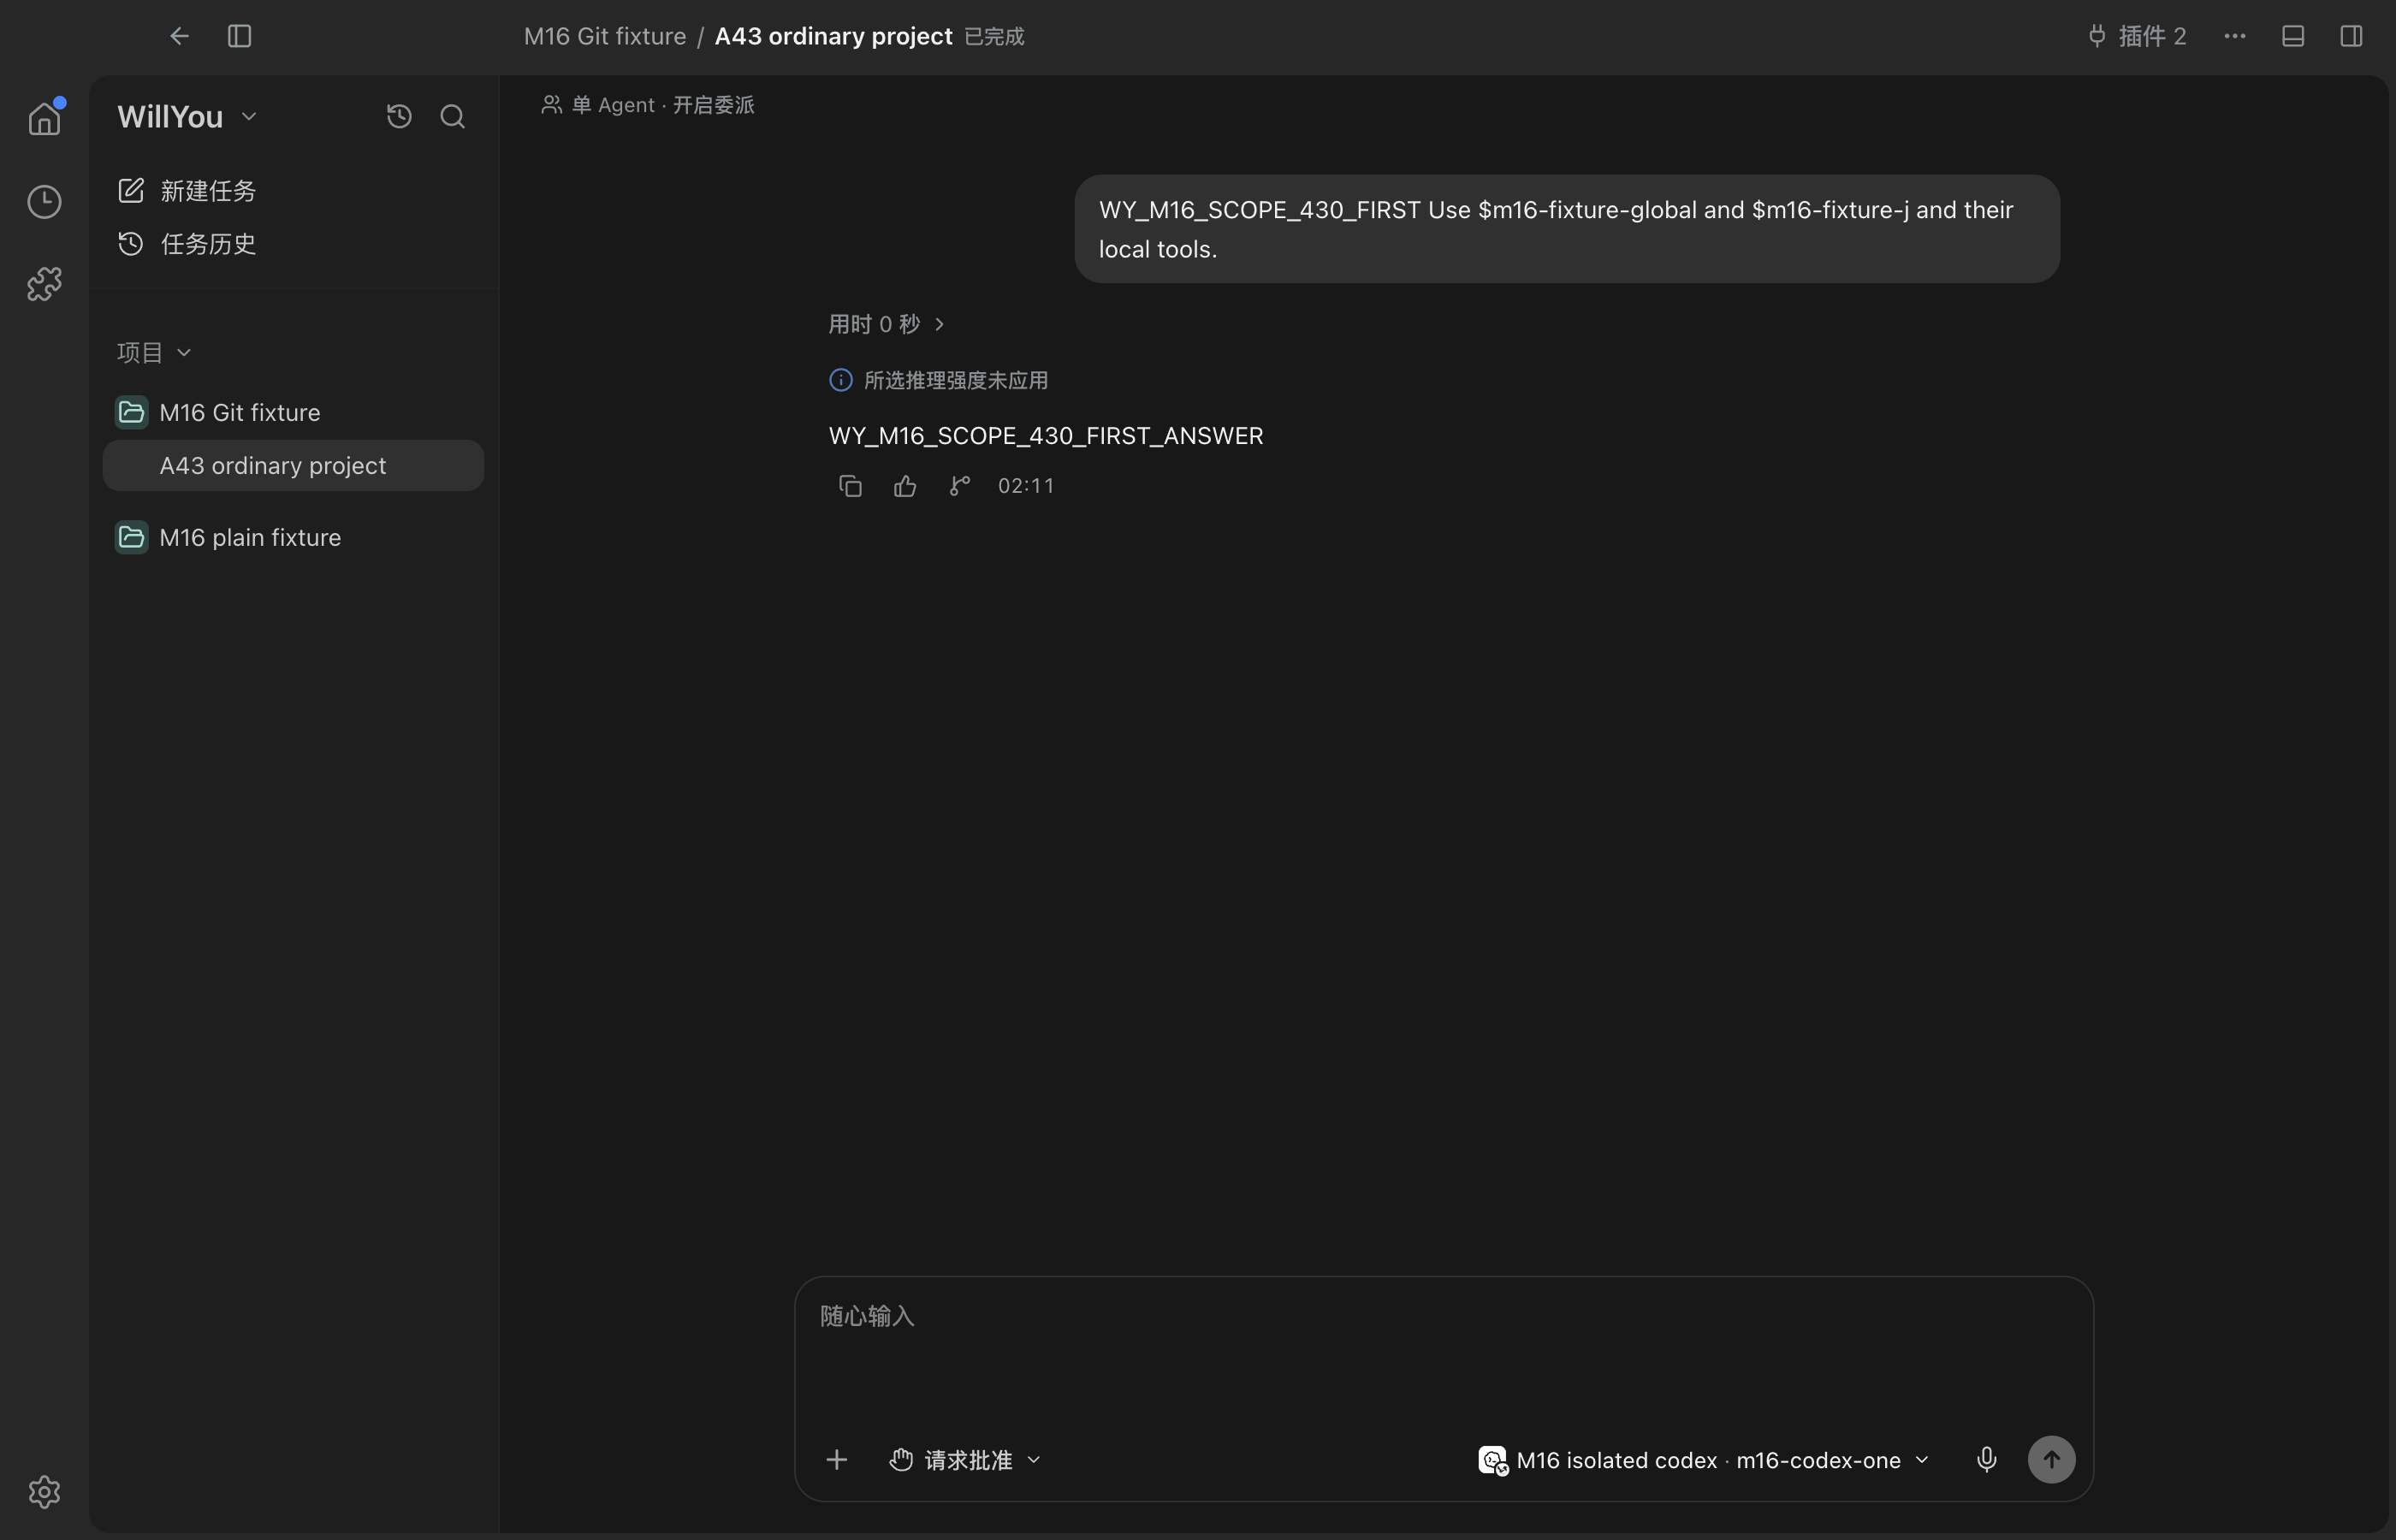 M16 Git fixture / A43 ordinary project 已完成
插件 2
WillYou
新建任务
任务历史
项目
M16 Git fixture
A43 ordinary project
M16 plain fixture
单 Agent · 开启委派
WY_M16_SCOPE_430_FIRST Use $m16-fixture-global and $m16-fixture-j and their
local tools.
用时 0 秒
所选推理强度未应用
WY_M16_SCOPE_430_FIRST_ANSWER
02:11
随心输入
请求批准
M16 isolated codex · m16-codex-one